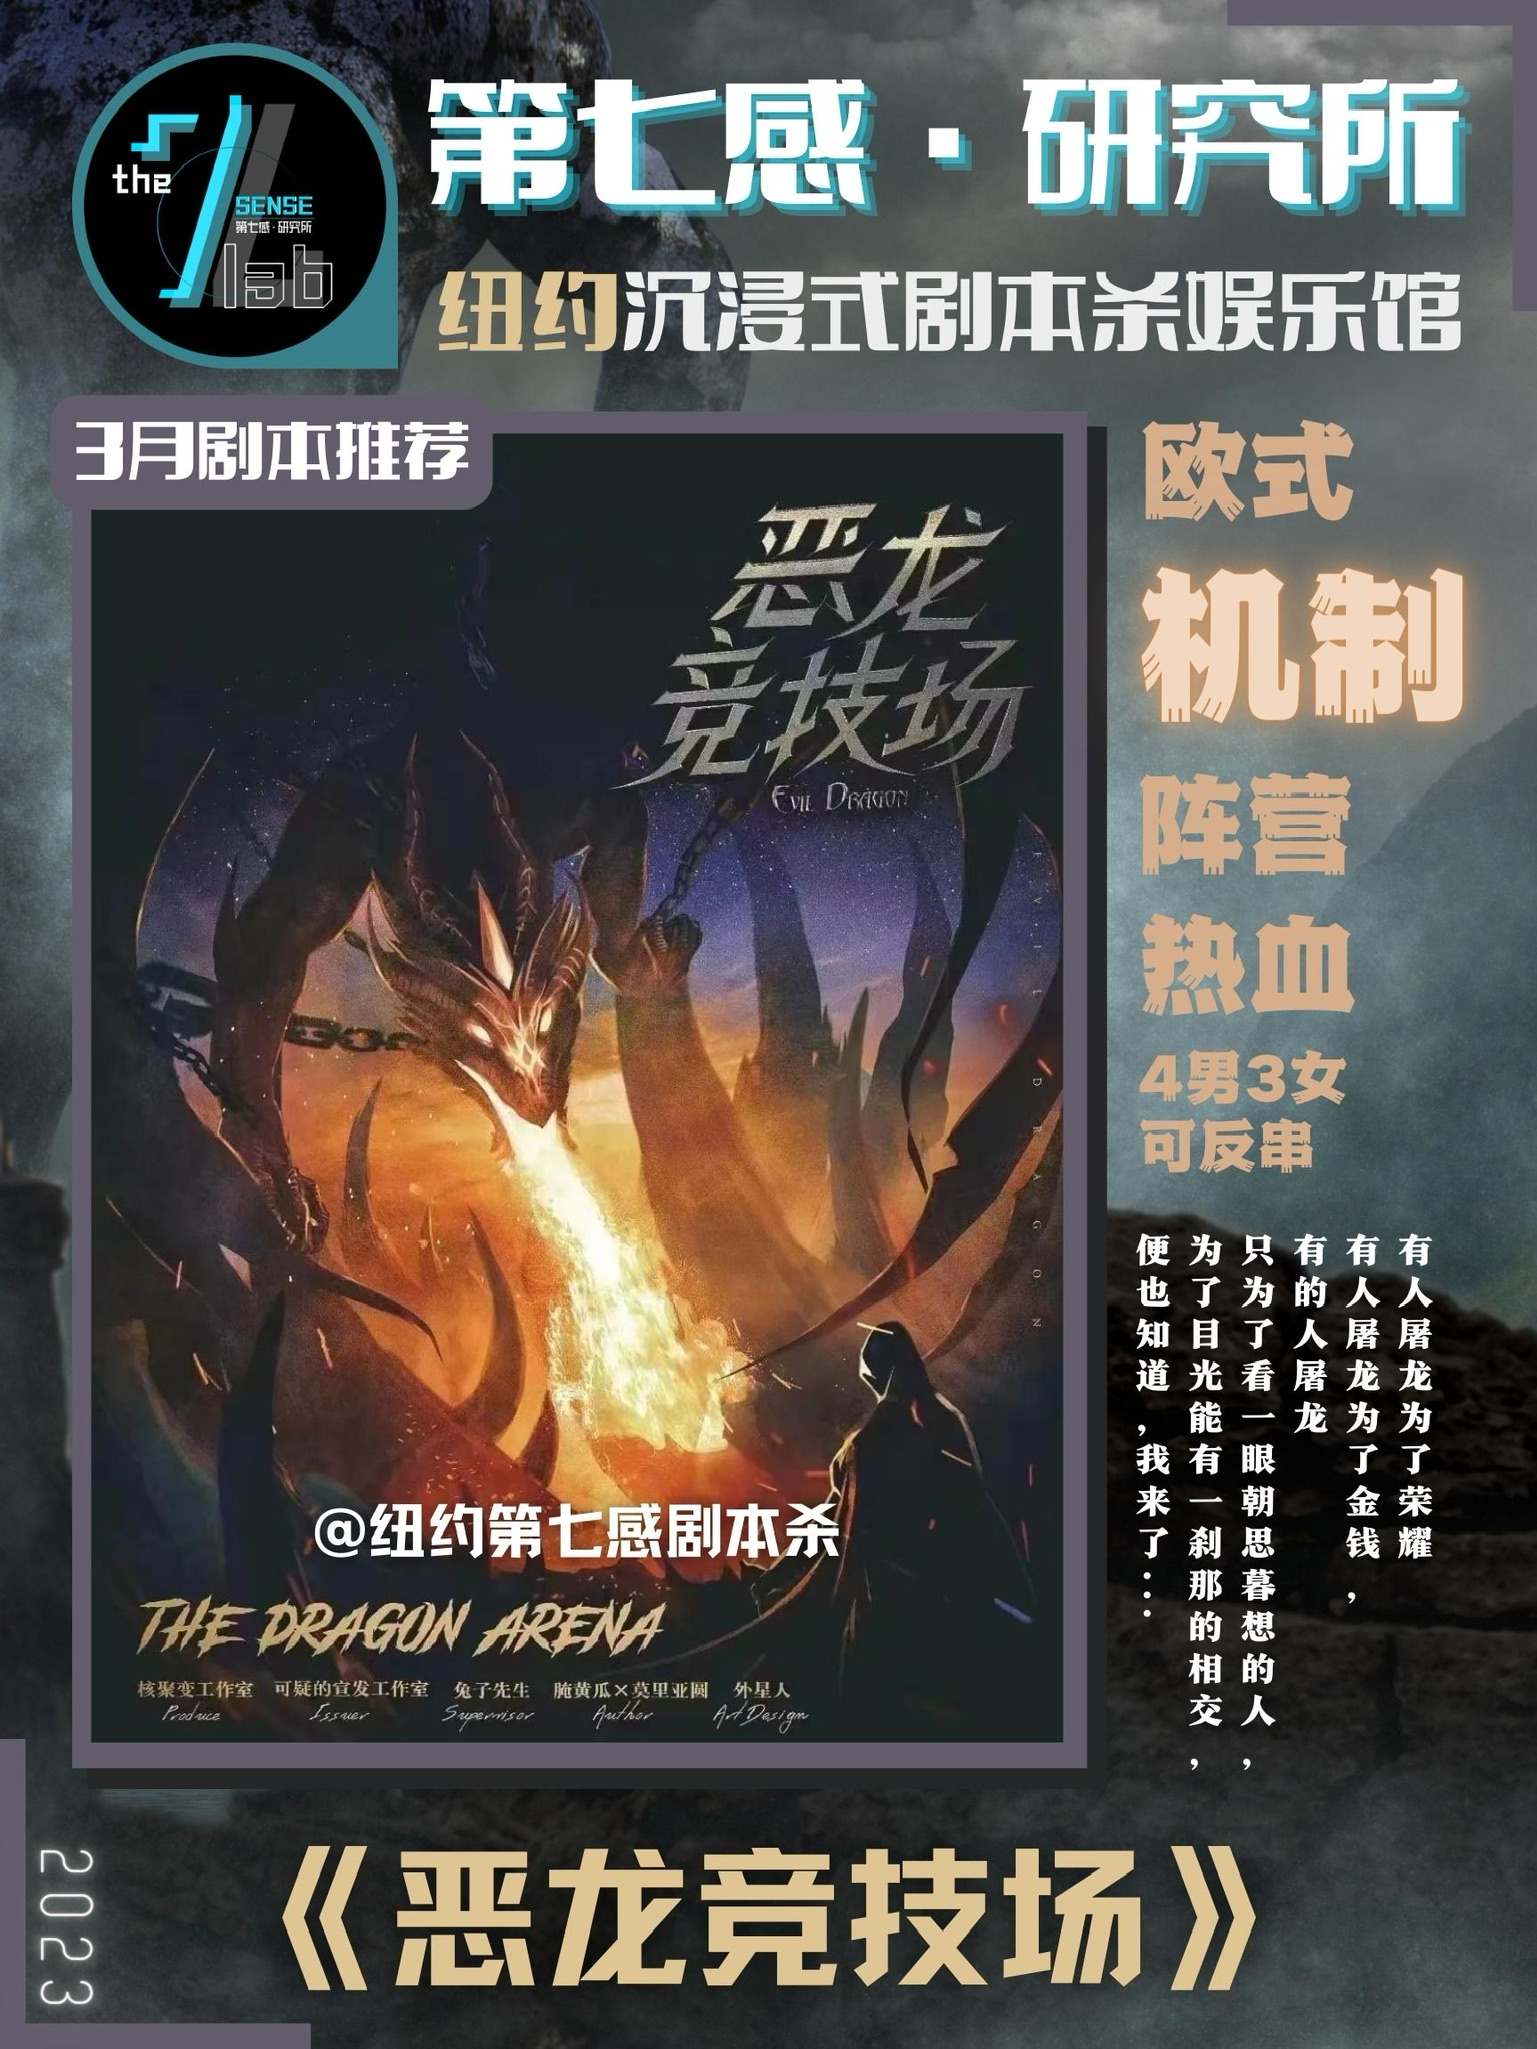 the
SENSE
第七感·研究所
lab
第七感·研究所
纽约沉浸式剧本杀娱乐馆
3月剧本推荐
恶龙
竞技场
EVIL DRAGON
EVIL DRAGON
@纽约第七感剧本杀
THE DRAGON ARENA
核聚变工作室 可疑的宣发工作室 兔子先生 腌黄瓜×莫里亚圆 外星人
Produce Issuer Supervisor Author Art Design
欧式
机制
阵营
热血
4男3女
可反串
有人屠龙为了荣耀
有人屠龙为了金钱,
有的人屠龙
只为了看一眼朝思暮想的人,
为了目光能有一刹那的相交,
便也知道,我来了...
《恶龙竞技场》
2023